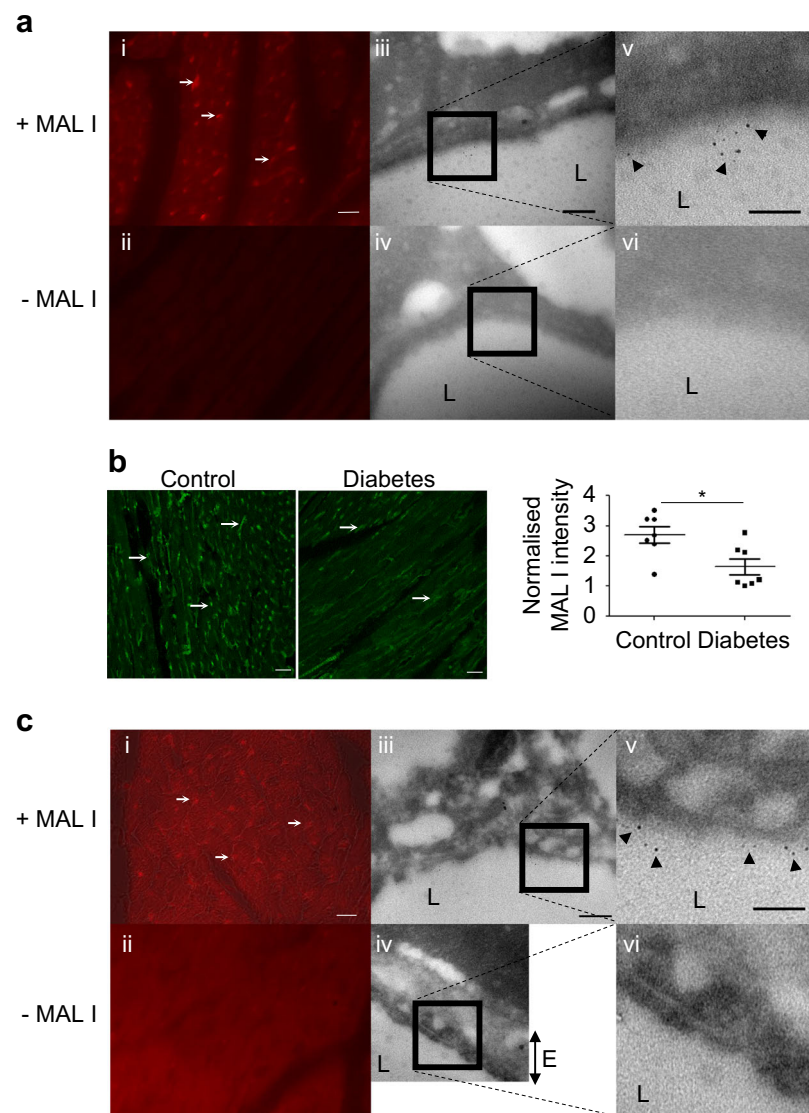 a
+ MAL I
i
iii
L
v
L
- MAL I
ii
iv
L
vi
L
b
Control
Diabetes
Normalised
MAL I intensity
4
3
2
1
0
*
Control Diabetes
c
+ MAL I
i
iii
L
v
L
- MAL I
ii
iv
L
E
vi
L